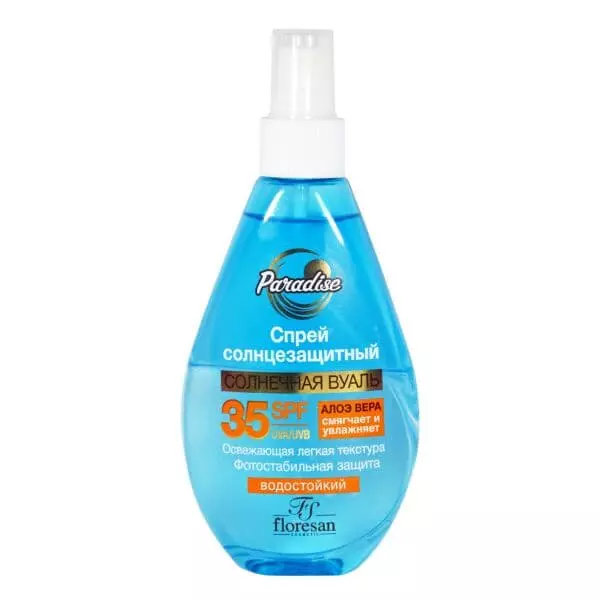 Paradise
Спрей
солнцезащитный
СОЛНЕЧНАЯ ВУАЛЬ
35 SPF
UVA/UVB
АЛОЭ ВЕРА
смягчает и
увлажняет
Освежающая легкая текстура
Фотостабильная защита
ВОДОСТОЙКИЙ
FS
floresan
COSMETIC